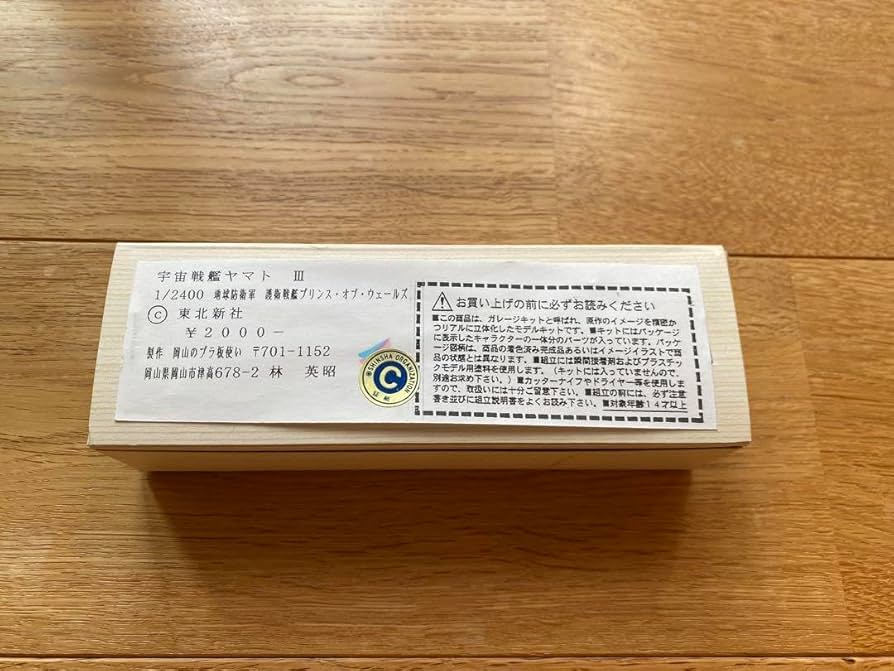 宇宙戦艦ヤマト Ⅲ
1/2400 地球防衛軍 護衛戦艦プリンス・オブ・ウェールズ
Ⓒ 東北新社
¥2000-
製作 岡山のプラ板使い 〒701-1152
岡山県岡山市津高678-2 林 英昭
SHINSHA ORGANIZATION
C
証紙
⚠お買い上げの前に必ずお読みください
■この商品は、ガレージキットと呼ばれ、原作のイメージを精密か
つリアルに立体化したモデルキットです。■キットにはパッケージ
に表示したキャラクターの一体分のパーツが入っています。パッケ
ージ図柄は、商品の着色済み完成品あるいはイメージイラストで商
品の状態とは異なります。■組立には瞬間接着剤およびプラスチッ
クモデル用塗料を使用します。（キットには入っていませんので、
別途お求め下さい。）■カッターナイフやドライヤー等を使用しま
すので、取扱いには十分ご留意下さい。■組立の前には、必ず注意
書き並びに組立説明書をよくお読み下さい。■対象年齢14才以上